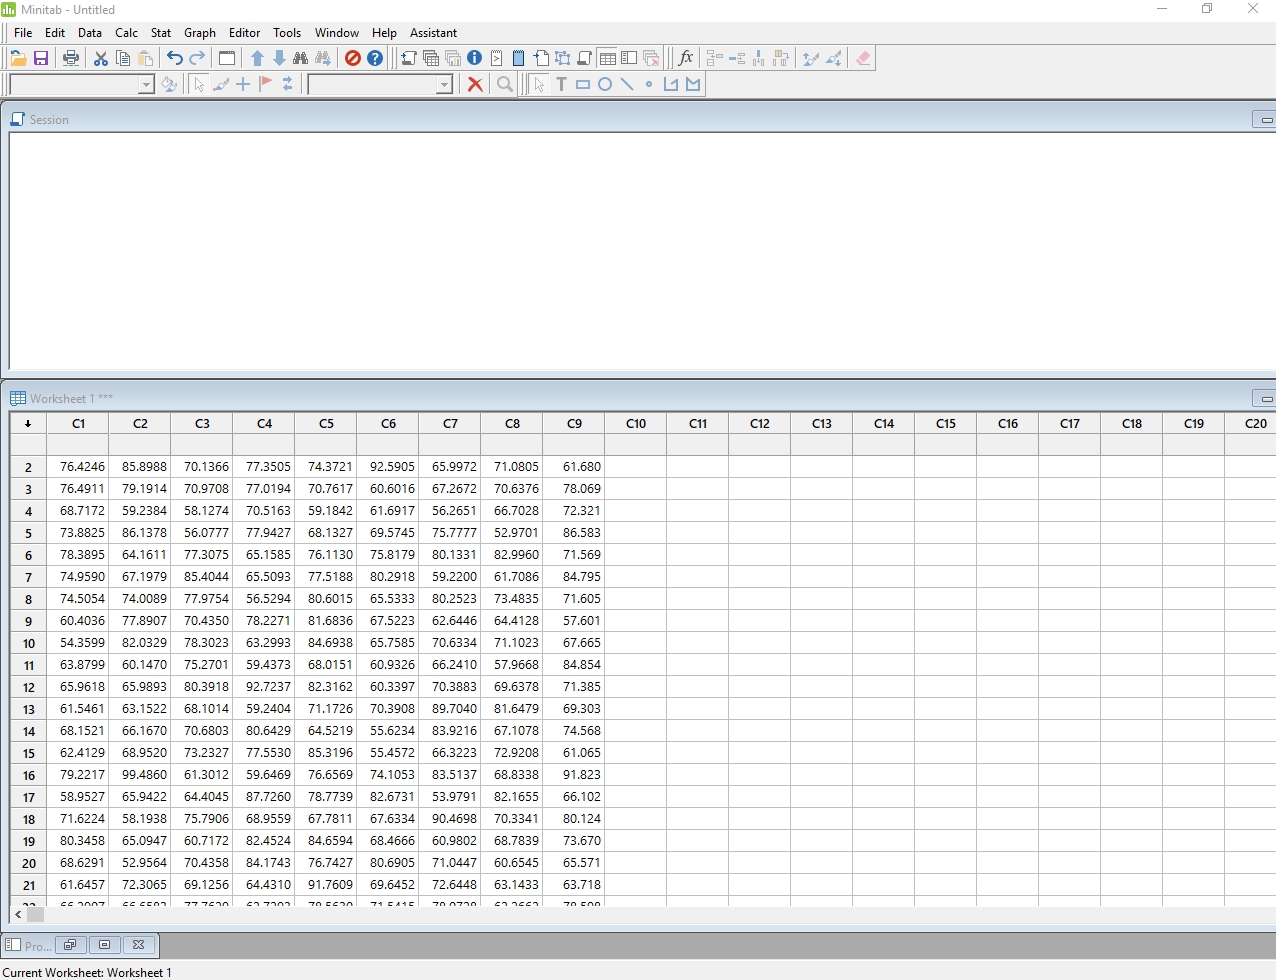 Minitab - Untitled
File Edit Data Calc Stat Graph Editor Tools Window Help Assistant
Session
Worksheet 1 ***
C1 C2 C3 C4 C5 C6 C7 C8 C9 C10 C11 C12 C13 C14 C15 C16 C17 C18 C19 C20
2 76.4246 85.8988 70.1366 77.3505 74.3721 92.5905 65.9972 71.0805 61.680
3 76.4911 79.1914 70.9708 77.0194 70.7617 60.6016 67.2672 70.6376 78.069
4 68.7172 59.2384 58.1274 70.5163 59.1842 61.6917 56.2651 66.7028 72.321
5 73.8825 86.1378 56.0777 77.9427 68.1327 69.5745 75.7777 52.9701 86.583
6 78.3895 64.1611 77.3075 65.1585 76.1130 75.8179 80.1331 82.9960 71.569
7 74.9590 67.1979 85.4044 65.5093 77.5188 80.2918 59.2200 61.7086 84.795
8 74.5054 74.0089 77.9754 56.5294 80.6015 65.5333 80.2523 73.4835 71.605
9 60.4036 77.8907 70.4350 78.2271 81.6836 67.5223 62.6446 64.4128 57.601
10 54.3599 82.0329 78.3023 63.2993 84.6938 65.7585 70.6334 71.1023 67.665
11 63.8799 60.1470 75.2701 59.4373 68.0151 60.9326 66.2410 57.9668 84.854
12 65.9618 65.9893 80.3918 92.7237 82.3162 60.3397 70.3883 69.6378 71.385
13 61.5461 63.1522 68.1014 59.2404 71.1726 70.3908 89.7040 81.6479 69.303
14 68.1521 66.1670 70.6803 80.6429 64.5219 55.6234 83.9216 67.1078 74.568
15 62.4129 68.9520 73.2327 77.5530 85.3196 55.4572 66.3223 72.9208 61.065
16 79.2217 99.4860 61.3012 59.6469 76.6569 74.1053 83.5137 68.8338 91.823
17 58.9527 65.9422 64.4045 87.7260 78.7739 82.6731 53.9791 82.1655 66.102
18 71.6224 58.1938 75.7906 68.9559 67.7811 67.6334 90.4698 70.3341 80.124
19 80.3458 65.0947 60.7172 82.4524 84.6594 68.4666 60.9802 68.7839 73.670
20 68.6291 52.9564 70.4358 84.1743 76.7427 80.6905 71.0447 60.6545 65.571
21 61.6457 72.3065 69.1256 64.4310 91.7609 69.6452 72.6448 63.1433 63.718
Pro...
Current Worksheet: Worksheet 1